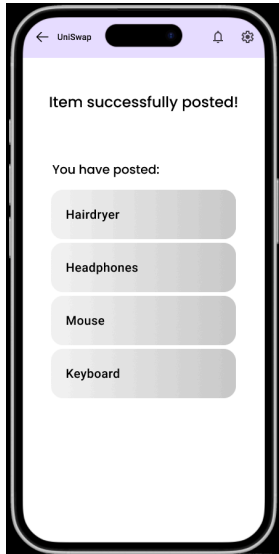 UniSwap
Item successfully posted!
You have posted:
Hairdryer
Headphones
Mouse
Keyboard